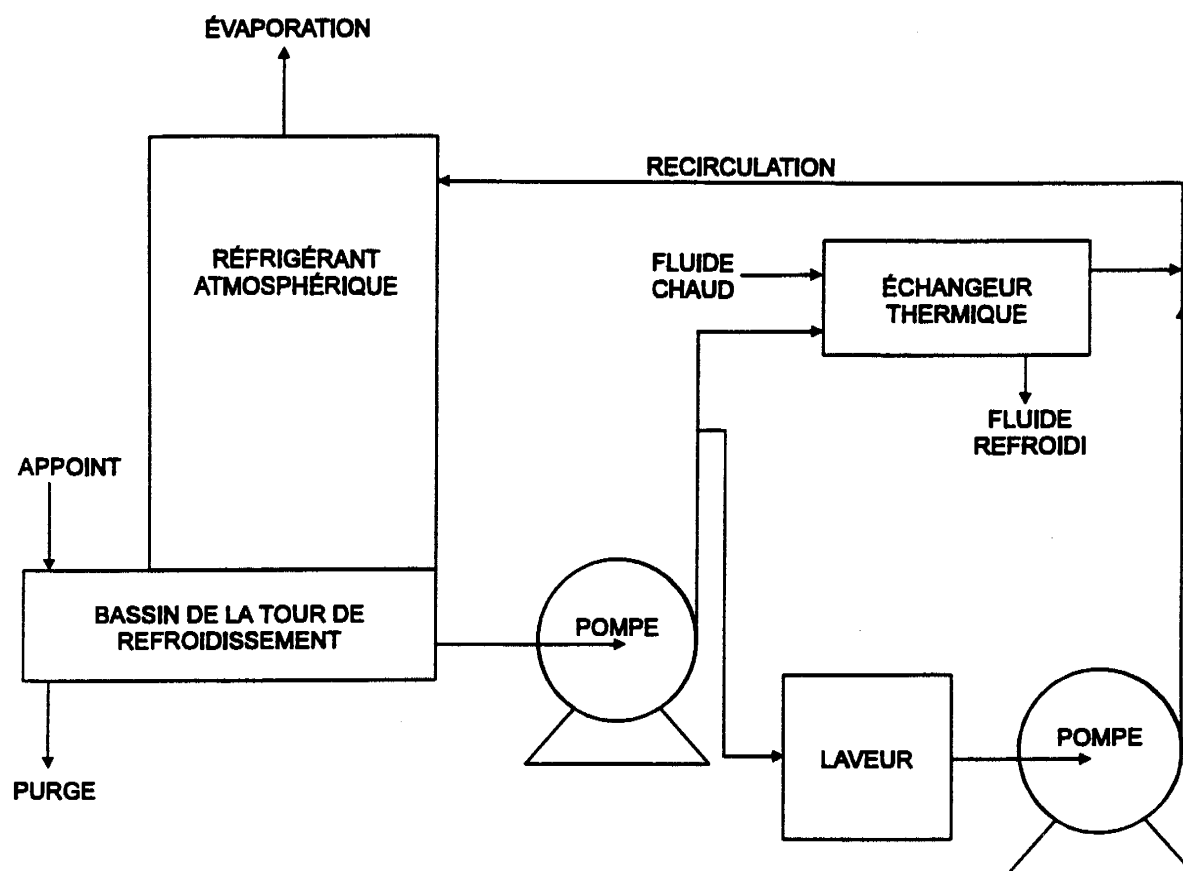 ÉVAPORATION
RECIRCULATION
RÉFRIGÉRANT
ATMOSPHÉRIQUE
FLUIDE
CHAUD
ÉCHANGEUR
THERMIQUE
FLUIDE
REFROIDI
APPOINT
BASSIN DE LA TOUR DE
REFROIDISSEMENT
POMPE
PURGE
LAVEUR
POMPE